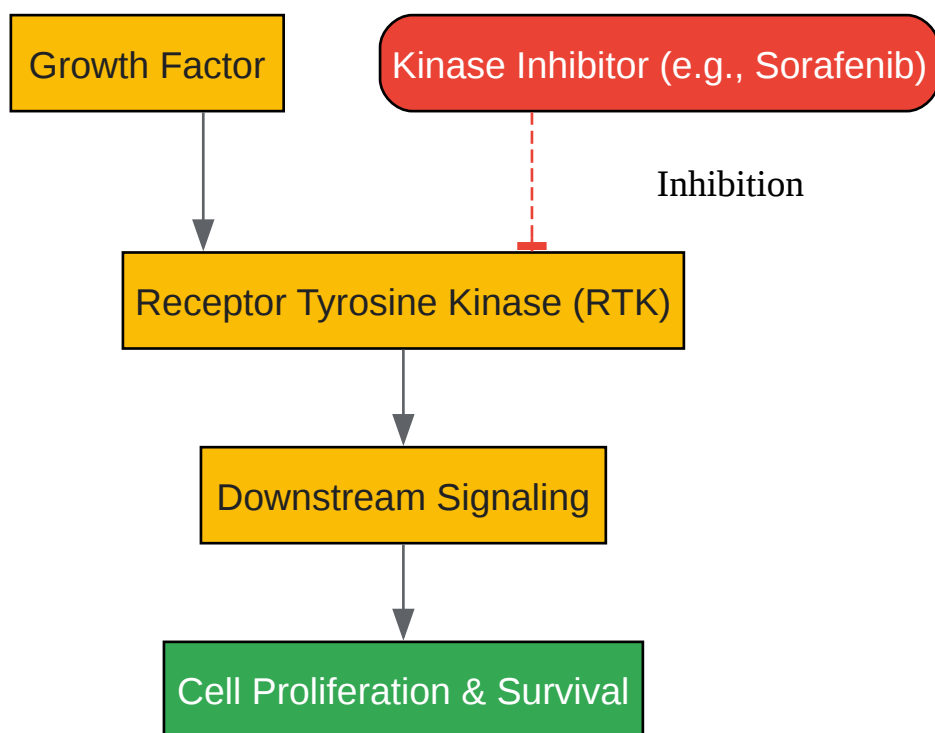 Growth Factor
Kinase Inhibitor (e.g., Sorafenib)
Inhibition
Receptor Tyrosine Kinase (RTK)
Downstream Signaling
Cell Proliferation & Survival